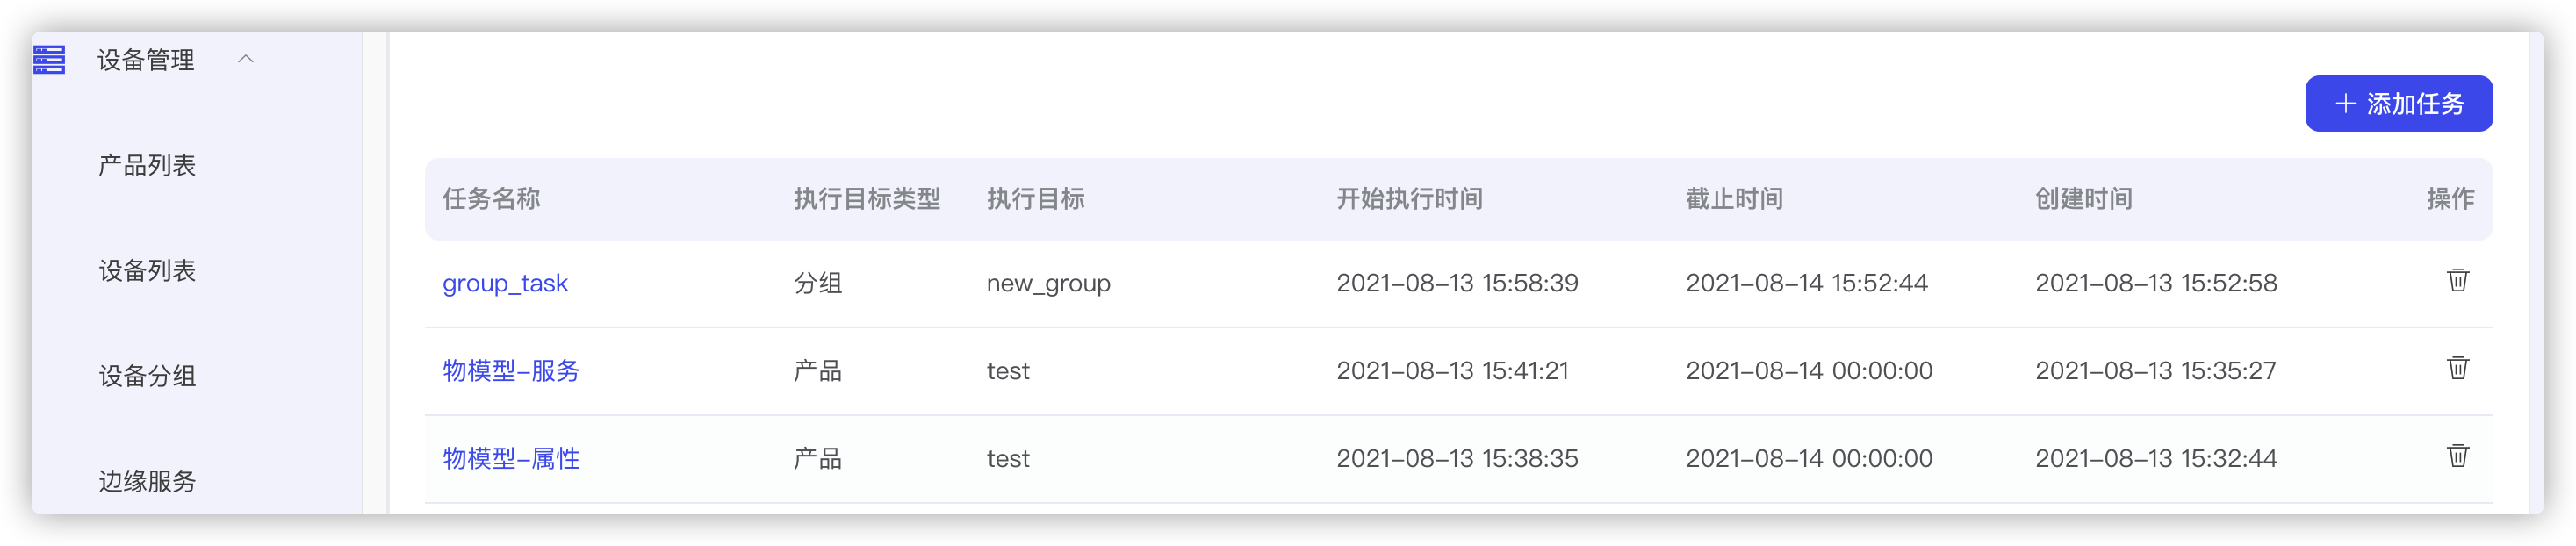 设备管理
产品列表
设备列表
设备分组
边缘服务
添加任务
任务名称 执行目标类型 执行目标 开始执行时间 截止时间 创建时间 操作
group_task 分组 new_group 2021-08-13 15:58:39 2021-08-14 15:52:44 2021-08-13 15:52:58
物模型-服务 产品 test 2021-08-13 15:41:21 2021-08-14 00:00:00 2021-08-13 15:35:27
物模型-属性 产品 test 2021-08-13 15:38:35 2021-08-14 00:00:00 2021-08-13 15:32:44